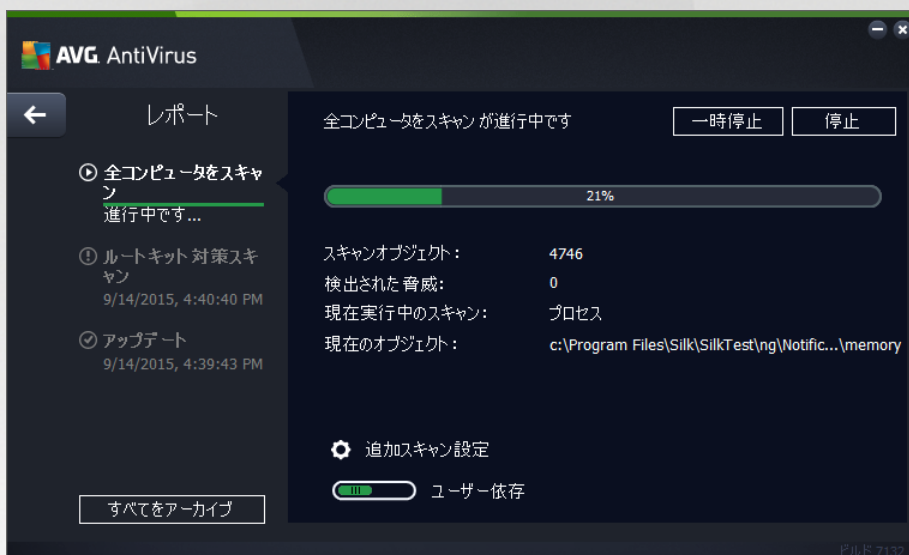 AVG AntiVirus
レポート
全コンピュータをスキャ
ン
進行中です...
ルートキット 対策スキ
ャン
9/14/2015, 4:40:40 PM
アップデート
9/14/2015, 4:39:43 PM
すべてをアーカイブ
全コンピュータをスキャン が進行中です
一時停止
停止
21%
スキャンオブジェクト: 4746
検出された 脅威: 0
現在実行中のスキャン: プロセス
現在のオブジェクト: c:\Program Files\Silk\SilkTest\ng\Notific...\memory
追加スキャン設定
ユーザー依存
ビルド 7132